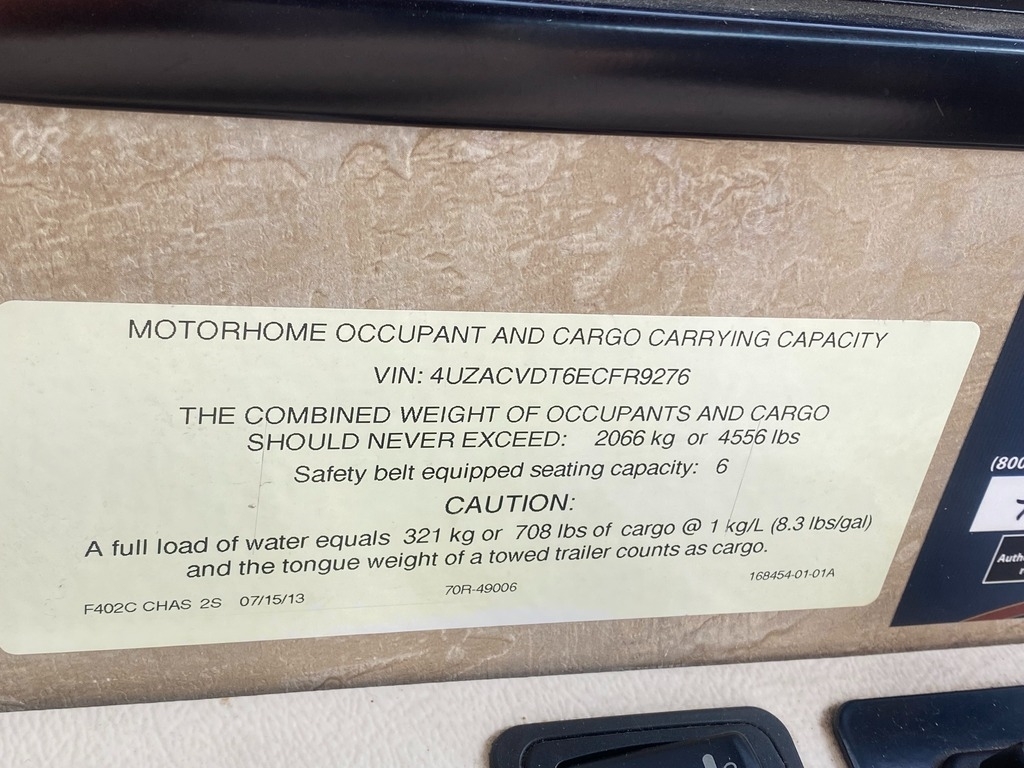 MOTORHOME OCCUPANT AND CARGO CARRYING CAPACITY
VIN: 4UZACVDT6ECFR9276
THE COMBINED WEIGHT OF OCCUPANTS AND CARGO
SHOULD NEVER EXCEED: 2066 kg or 4556 lbs
Safety belt equipped seating capacity: 6
CAUTION:
A full load of water equals 321 kg or 708 lbs of cargo @ 1 kg/L (8.3 lbs/gal)
and the tongue weight of a towed trailer counts as cargo.
F402C CHAS 2S 07/15/13 70R-49006 168454-01-01A
(800